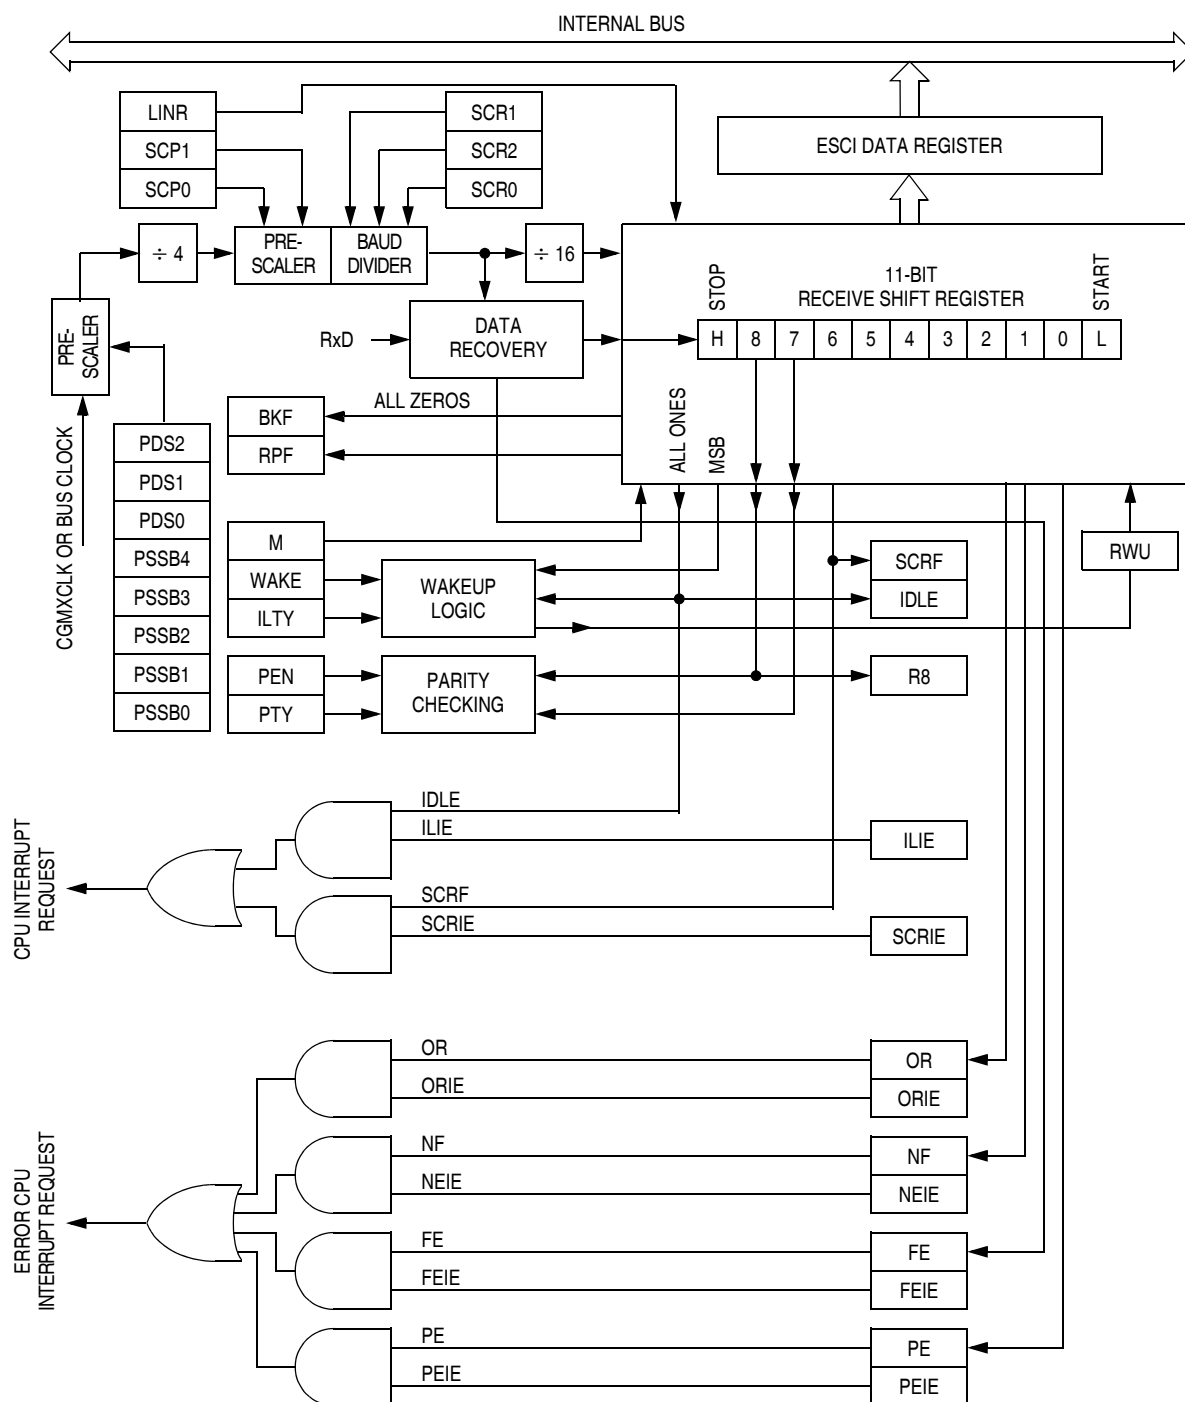 INTERNAL BUS
LINR
SCP1
SCP0
SCR1
SCR2
SCR0
ESCI DATA REGISTER
÷ 4
PRE-
SCALER
BAUD
DIVIDER
÷ 16
PRE-
SCALER
CGMXCLK OR BUS CLOCK
RxD
DATA
RECOVERY
11-BIT
RECEIVE SHIFT REGISTER
STOP
START
H 8 7 6 5 4 3 2 1 0 L
ALL ZEROS
ALL ONES
MSB
BKF
RPF
PDS2
PDS1
PDS0
PSSB4
PSSB3
PSSB2
PSSB1
PSSB0
M
WAKE
ILTY
WAKEUP
LOGIC
SCRF
IDLE
RWU
PEN
PTY
PARITY
CHECKING
R8
CPU INTERRUPT
REQUEST
IDLE
ILIE
ILIE
SCRF
SCRIE
SCRIE
ERROR CPU
INTERRUPT REQUEST
OR
ORIE
OR
ORIE
NF
NEIE
NF
NEIE
FE
FEIE
FE
FEIE
PE
PEIE
PE
PEIE